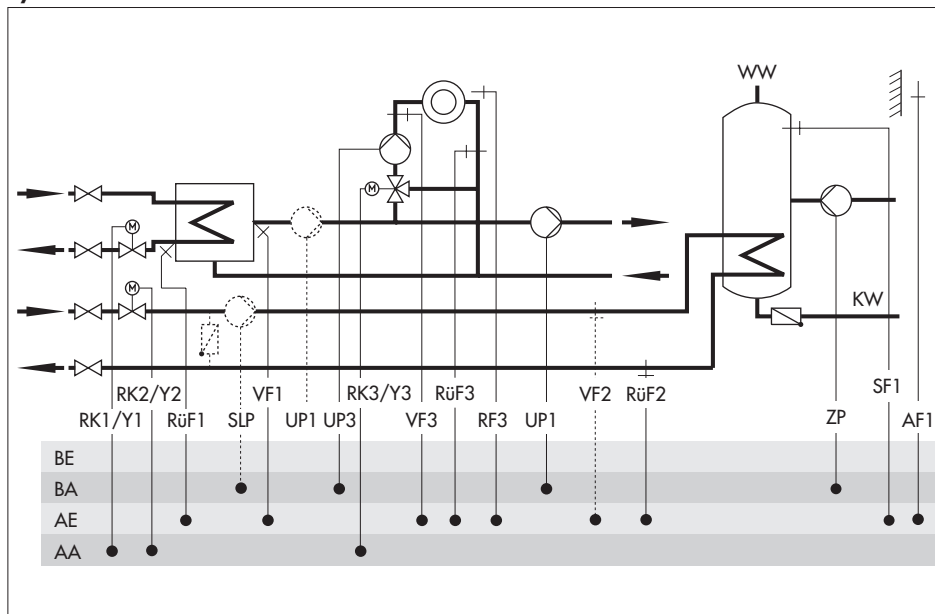 WW
M
M
M
KW
RK2/Y2 VF1 RK3/Y3 RüF3 VF2 RüF2 SF1
RK1/Y1 RüF1 SLP UP1 UP3 VF3 RF3 UP1 ZP AF1
BE
BA
AE
AA